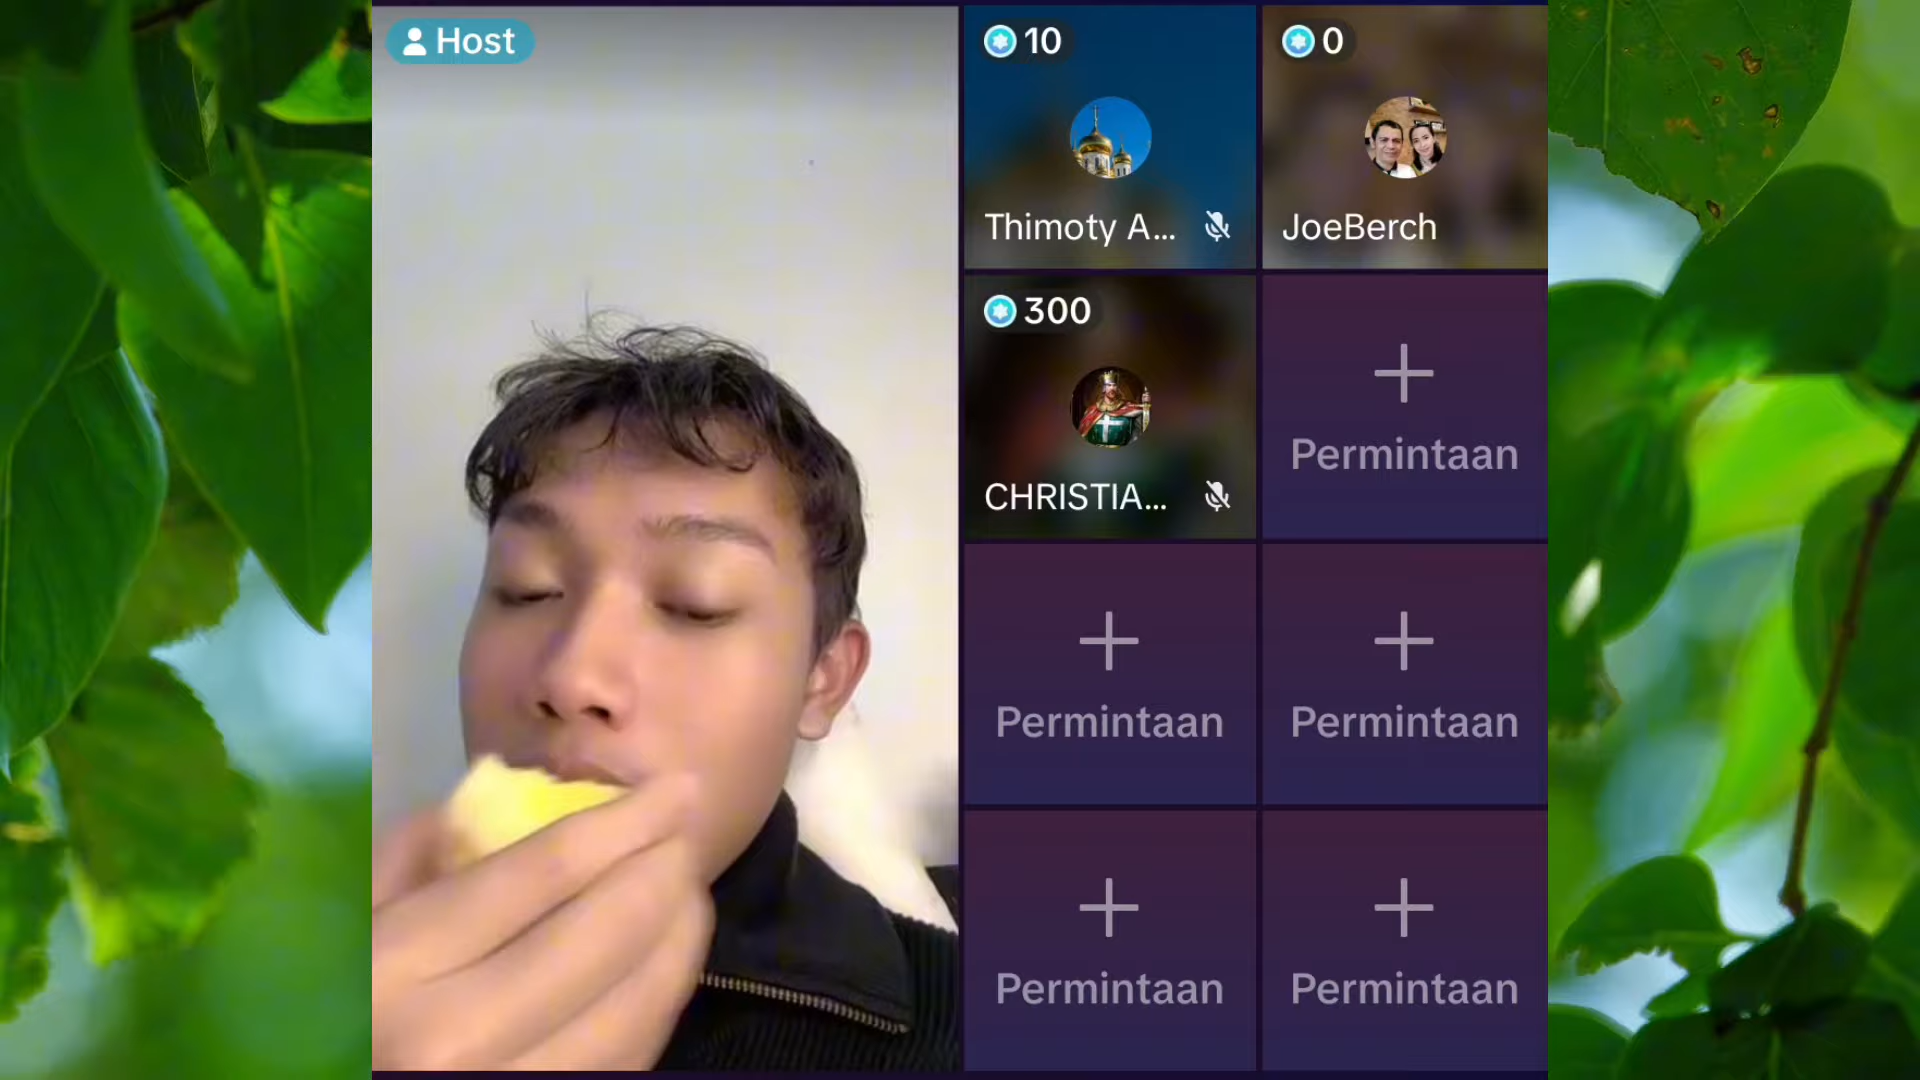 Host
10
0
Thimoty A...
JoeBerch
300
CHRISTIA...
Permintaan
Permintaan
Permintaan
Permintaan
Permintaan